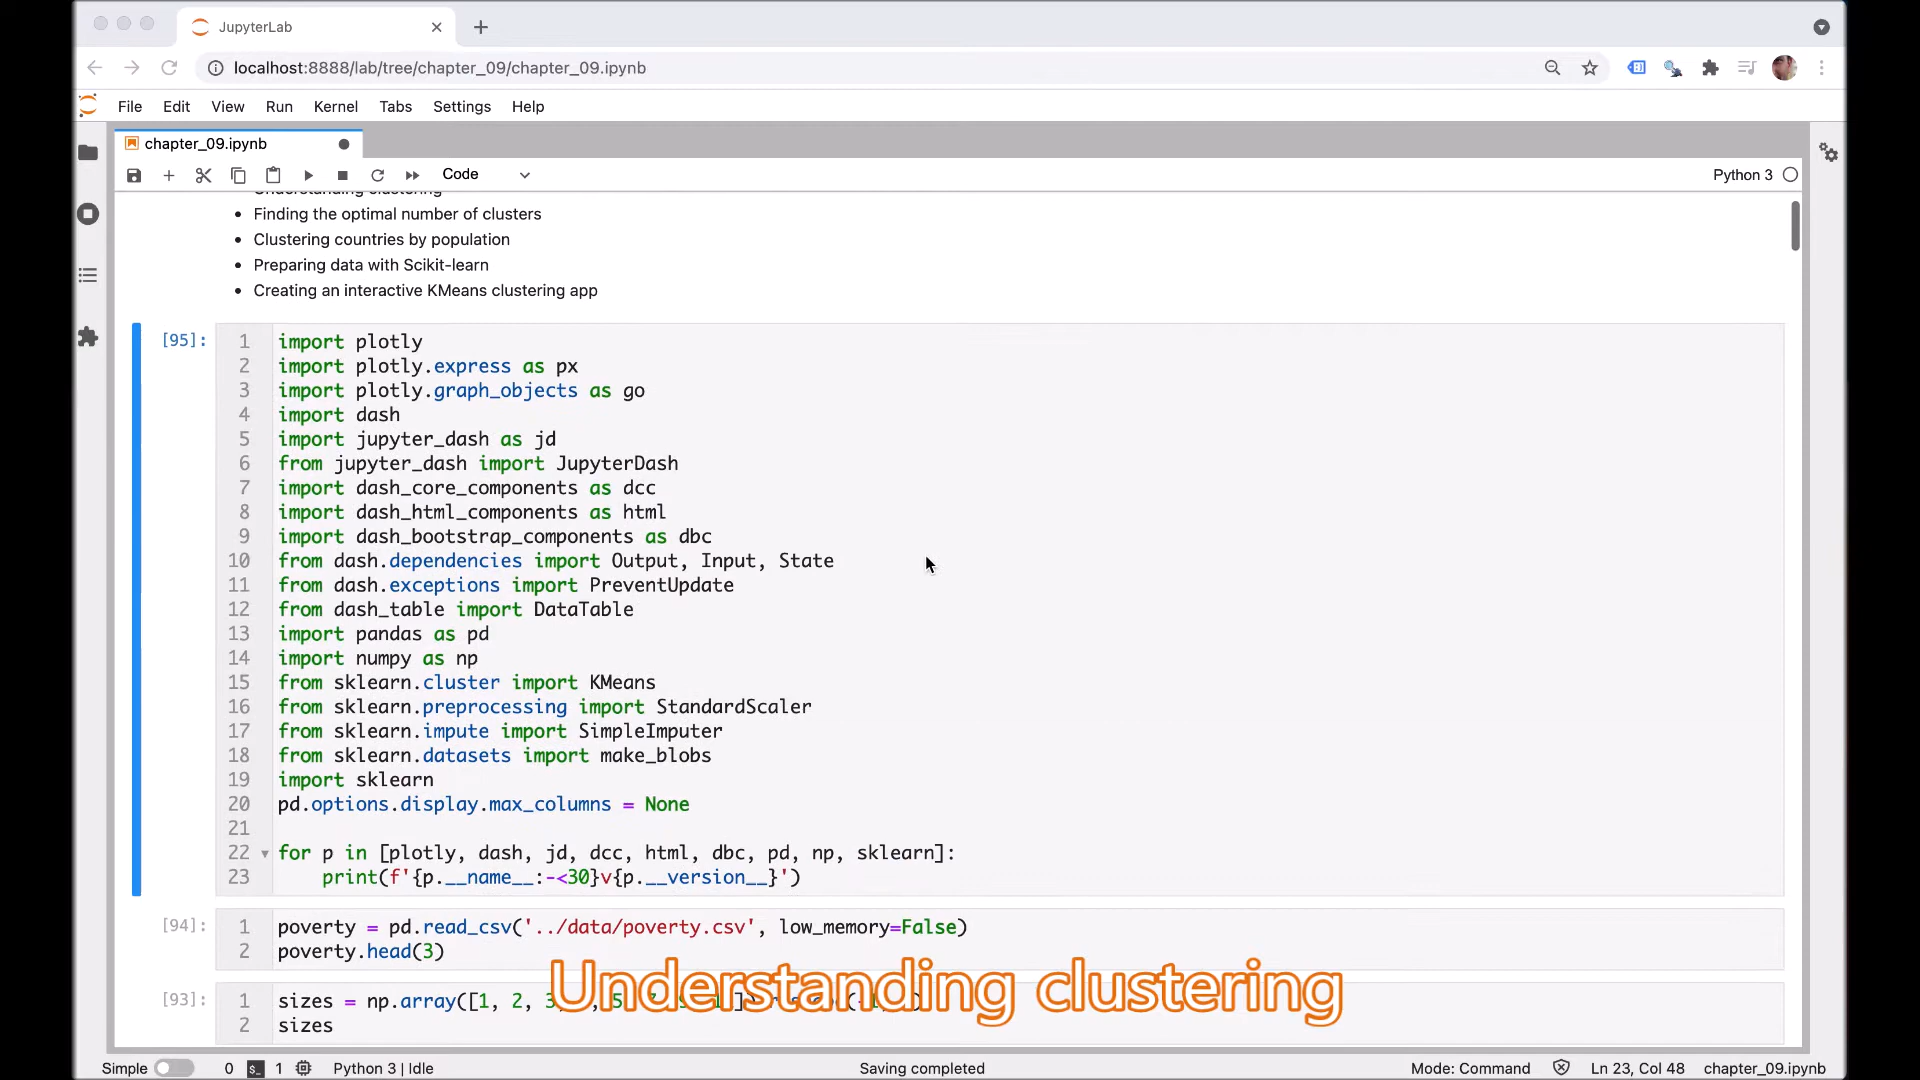 JupyterLab
localhost:8888/lab/tree/chapter_09/chapter_09.ipynb
File Edit View Run Kernel Tabs Settings Help
chapter_09.ipynb
Code
Python 3
Understanding clustering
Finding the optimal number of clusters
Clustering countries by population
Preparing data with Scikit-learn
Creating an interactive KMeans clustering app
[95]:
1 import plotly
2 import plotly.express as px
3 import plotly.graph_objects as go
4 import dash
5 import jupyter_dash as jd
6 from jupyter_dash import JupyterDash
7 import dash_core_components as dcc
8 import dash_html_components as html
9 import dash_bootstrap_components as dbc
10 from dash.dependencies import Output, Input, State
11 from dash.exceptions import PreventUpdate
12 from dash_table import DataTable
13 import pandas as pd
14 import numpy as np
15 from sklearn.cluster import KMeans
16 from sklearn.preprocessing import StandardScaler
17 from sklearn.impute import SimpleImputer
18 from sklearn.datasets import make_blobs
19 import sklearn
20 pd.options.display.max_columns = None
21
22 for p in [plotly, dash, jd, dcc, html, dbc, pd, np, sklearn]:
23 print(f'{p.__name__:-<30}v{p.__version__}')
[94]:
1 poverty = pd.read_csv('../data/poverty.csv', low_memory=False)
2 poverty.head(3)
[93]:
1 sizes = np.array([1, 2,
2 sizes
Understanding clustering
Simple 0 1 Python 3 | Idle Saving completed Mode: Command Ln 23, Col 48 chapter_09.ipynb